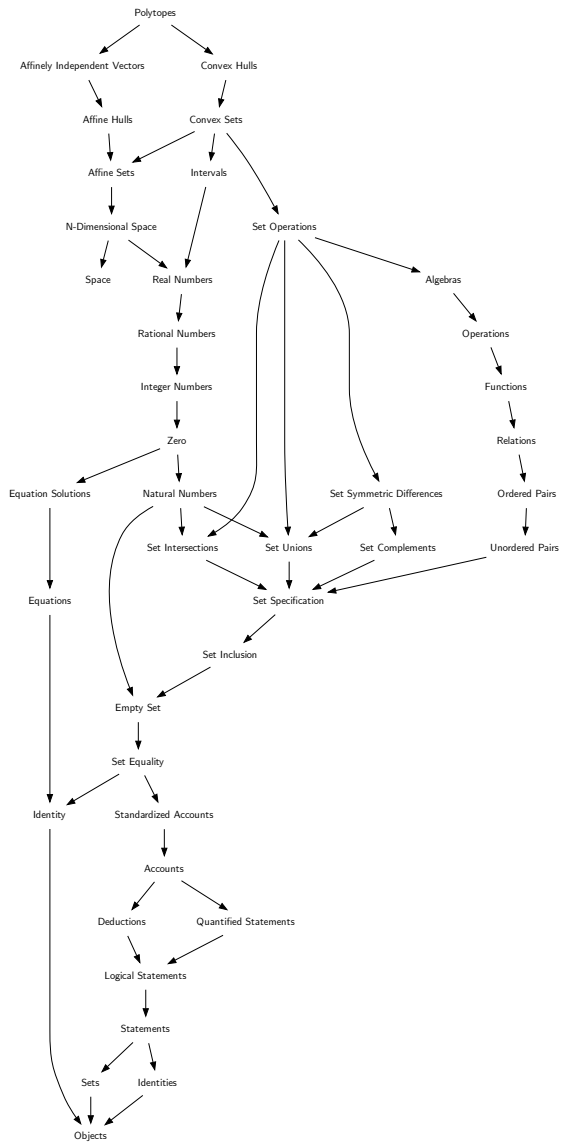 Polytopes
Affinely Independent Vectors
Convex Hulls
Affine Hulls
Convex Sets
Affine Sets
Intervals
N-Dimensional Space
Set Operations
Space
Real Numbers
Algebras
Rational Numbers
Operations
Integer Numbers
Functions
Zero
Relations
Equation Solutions
Natural Numbers
Set Symmetric Differences
Ordered Pairs
Set Intersections
Set Unions
Set Complements
Unordered Pairs
Equations
Set Specification
Set Inclusion
Empty Set
Set Equality
Identity
Standardized Accounts
Accounts
Deductions
Quantified Statements
Logical Statements
Statements
Sets
Identities
Objects